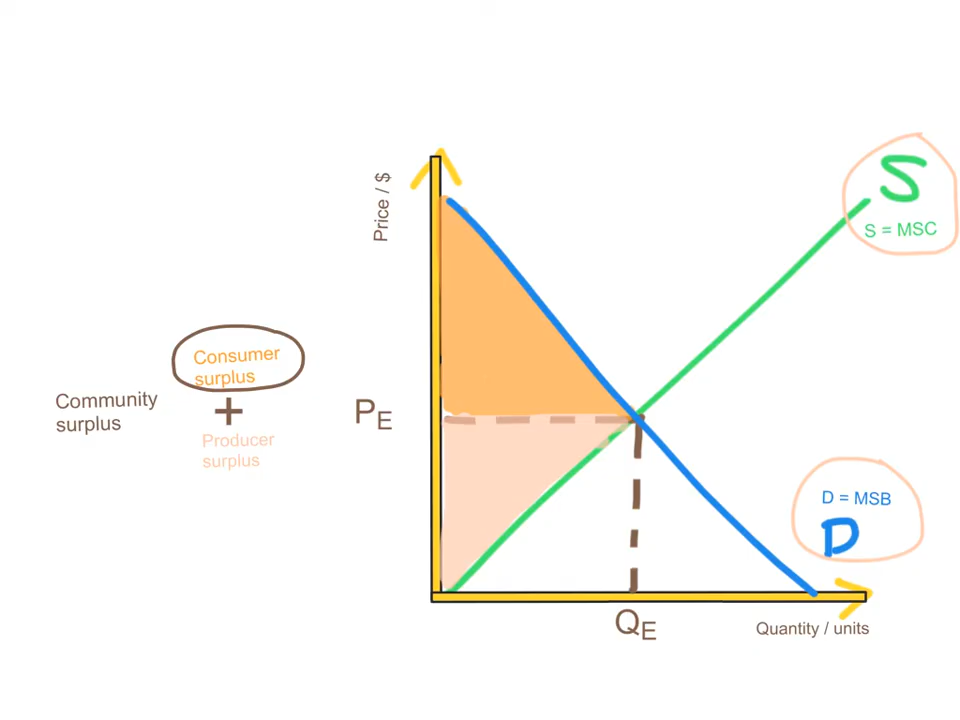 Price / $
S
S = MSC
Consumer
surplus
Community
surplus
+
Producer
surplus
PE
D = MSB
D
QE
Quantity / units